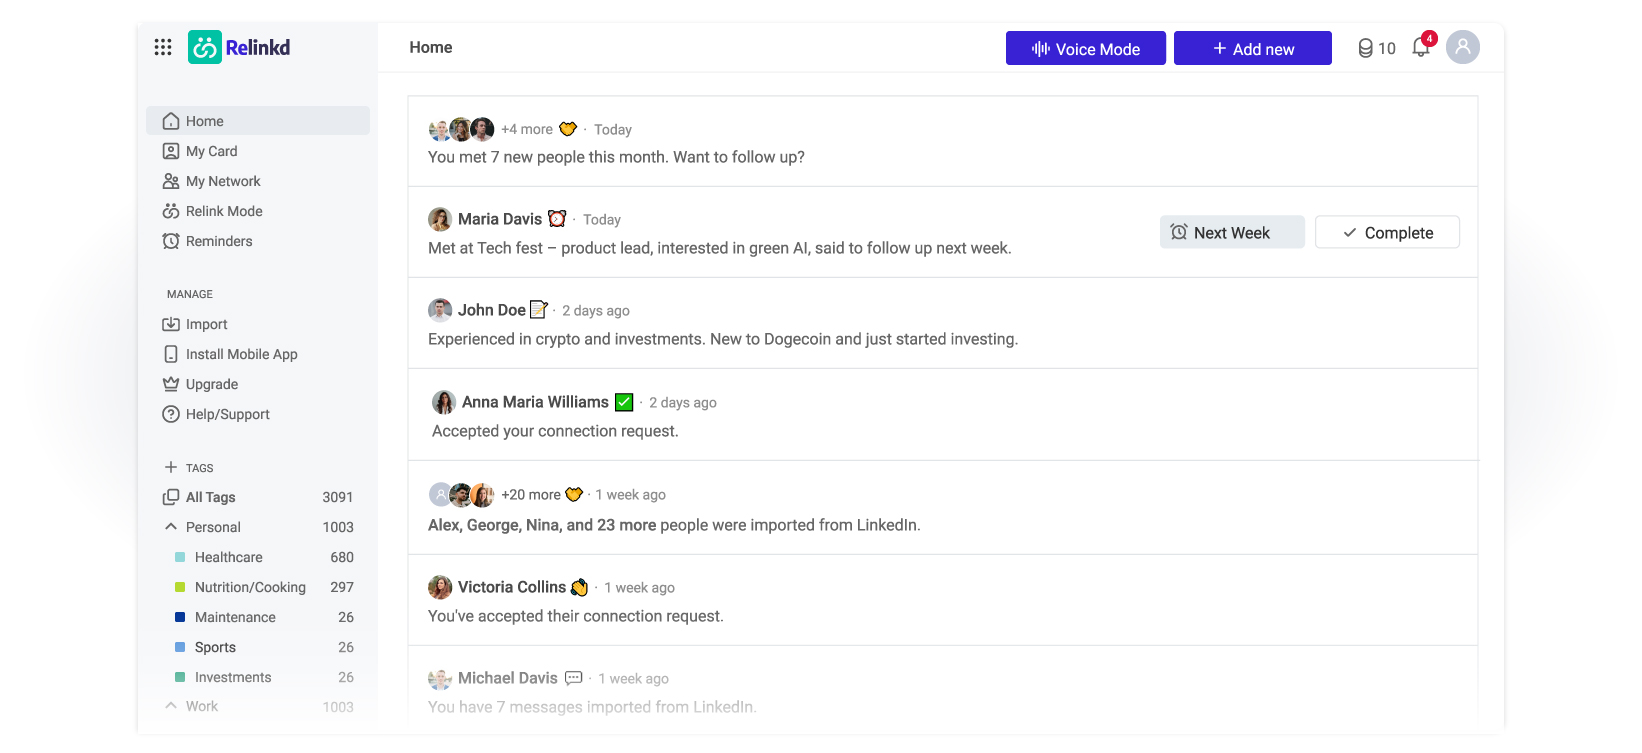 Relinkd
Home
Voice Mode
+ Add new
10
4
Home
My Card
My Network
Relink Mode
Reminders
MANAGE
Import
Install Mobile App
Upgrade
Help/Support
+ TAGS
All Tags 3091
Personal 1003
Healthcare 680
Nutrition/Cooking 297
Maintenance 26
Sports 26
Investments 26
Work 1003
+4 more · Today
You met 7 new people this month. Want to follow up?
Maria Davis · Today
Met at Tech fest – product lead, interested in green AI, said to follow up next week.
Next Week
Complete
John Doe · 2 days ago
Experienced in crypto and investments. New to Dogecoin and just started investing.
Anna Maria Williams · 2 days ago
Accepted your connection request.
+20 more · 1 week ago
Alex, George, Nina, and 23 more people were imported from LinkedIn.
Victoria Collins · 1 week ago
You've accepted their connection request.
Michael Davis · 1 week ago
You have 7 messages imported from LinkedIn.